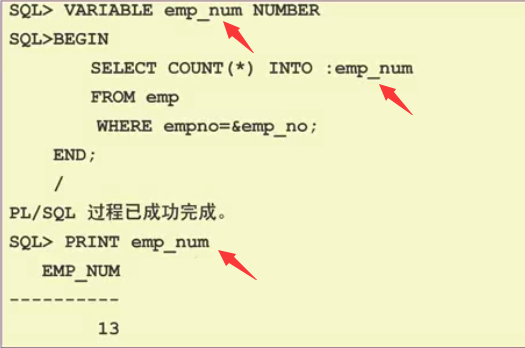 SQL> VARIABLE emp_num NUMBER
SQL>BEGIN
SELECT COUNT(*) INTO :emp_num
FROM emp
WHERE empno=&emp_no;
END;
/
PL/SQL 过程已成功完成。
SQL> PRINT emp_num
EMP_NUM
----------
13